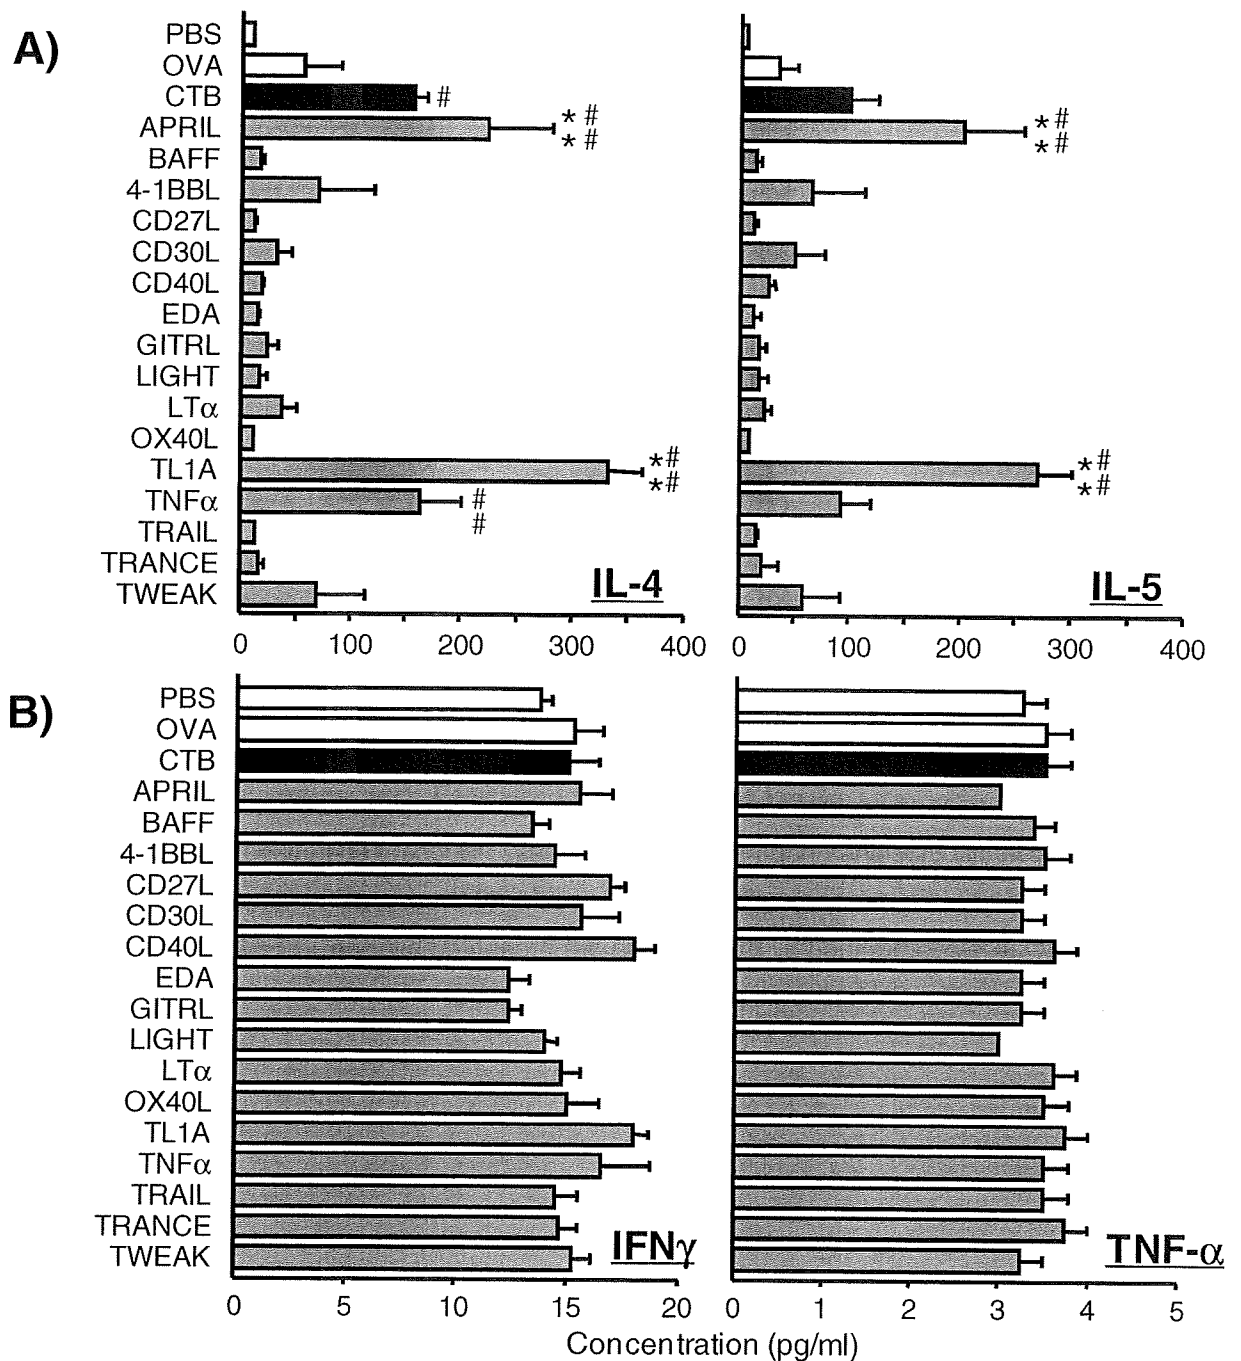 A)
PBS
OVA
CTB #
APRIL * # * #
* # * #
BAFF
4-1BBL
CD27L
CD30L
CD40L
EDA
GITRL
LIGHT
LTα
OX40L
TL1A *# *#
*# *#
TNFα #
#
TRAIL
TRANCE
TWEAK
IL-4 IL-5
0 100 200 300 400 0 100 200 300 400
B)
PBS
OVA
CTB
APRIL
BAFF
4-1BBL
CD27L
CD30L
CD40L
EDA
GITRL
LIGHT
LTα
OX40L
TL1A
TNFα
TRAIL
TRANCE
TWEAK
IFNγ TNF-α
0 5 10 15 20 0 1 2 3 4 5
Concentration (pg/ml)